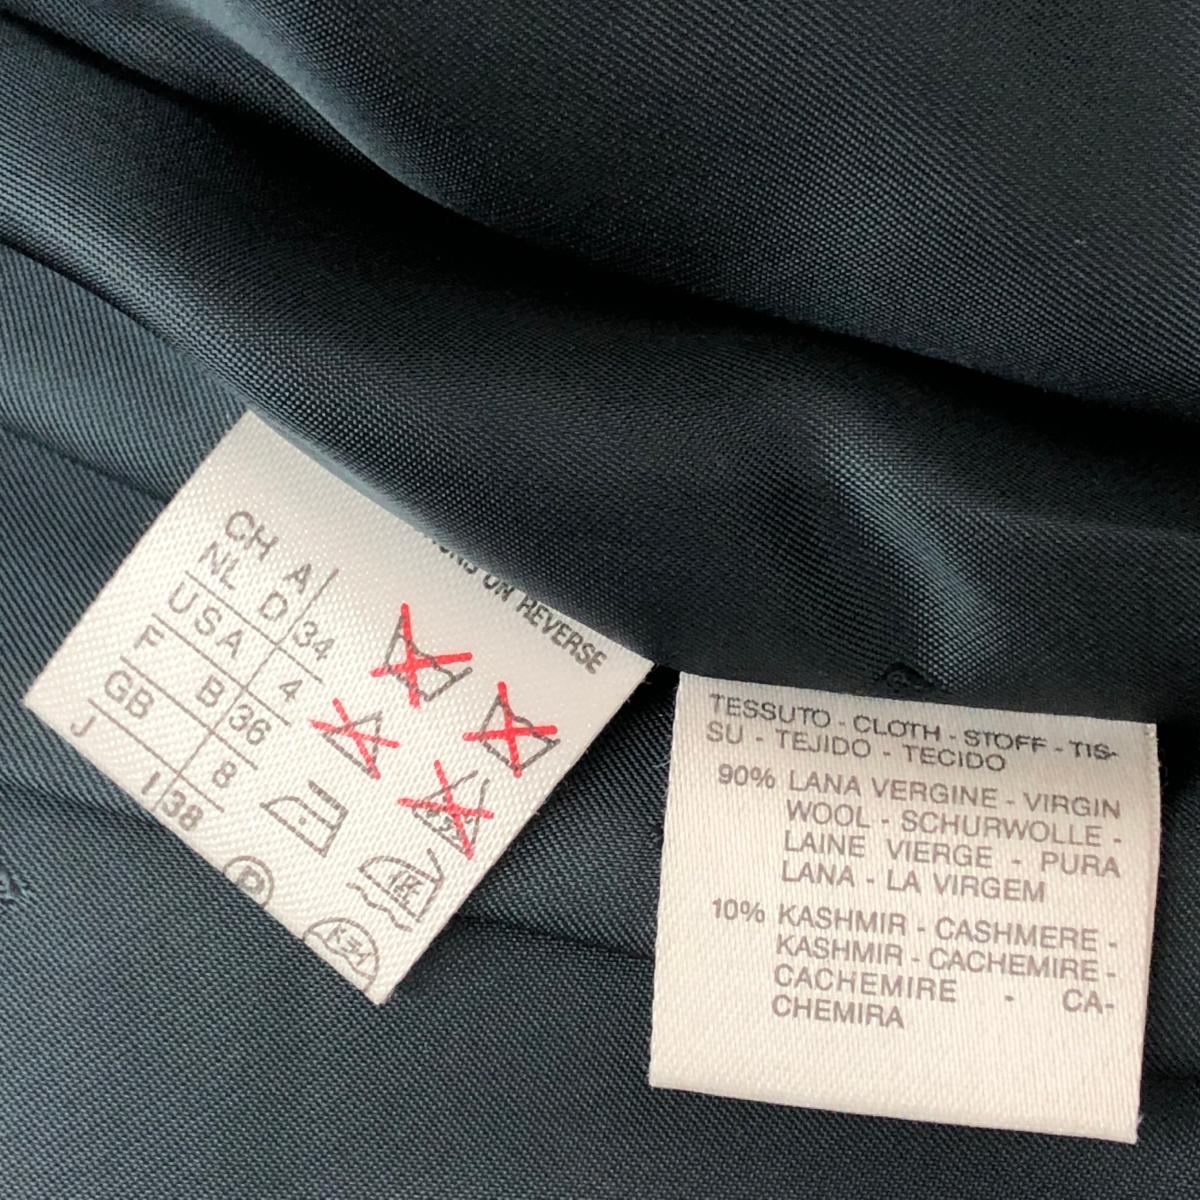 CH A
NL D 34
USA 4
F B 36
GB 8
J I 38
ON REVERSE
P
低
TESSUTO - CLOTH - STOFF - TIS-
SU - TEJIDO - TECIDO
90% LANA VERGINE - VIRGIN
WOOL - SCHURWOLLE -
LAINE VIERGE - PURA
LANA - LA VIRGEM
10% KASHMIR - CASHMERE -
KASHMIR - CACHEMIRE -
CACHEMIRE - CA-
CHEMIRA